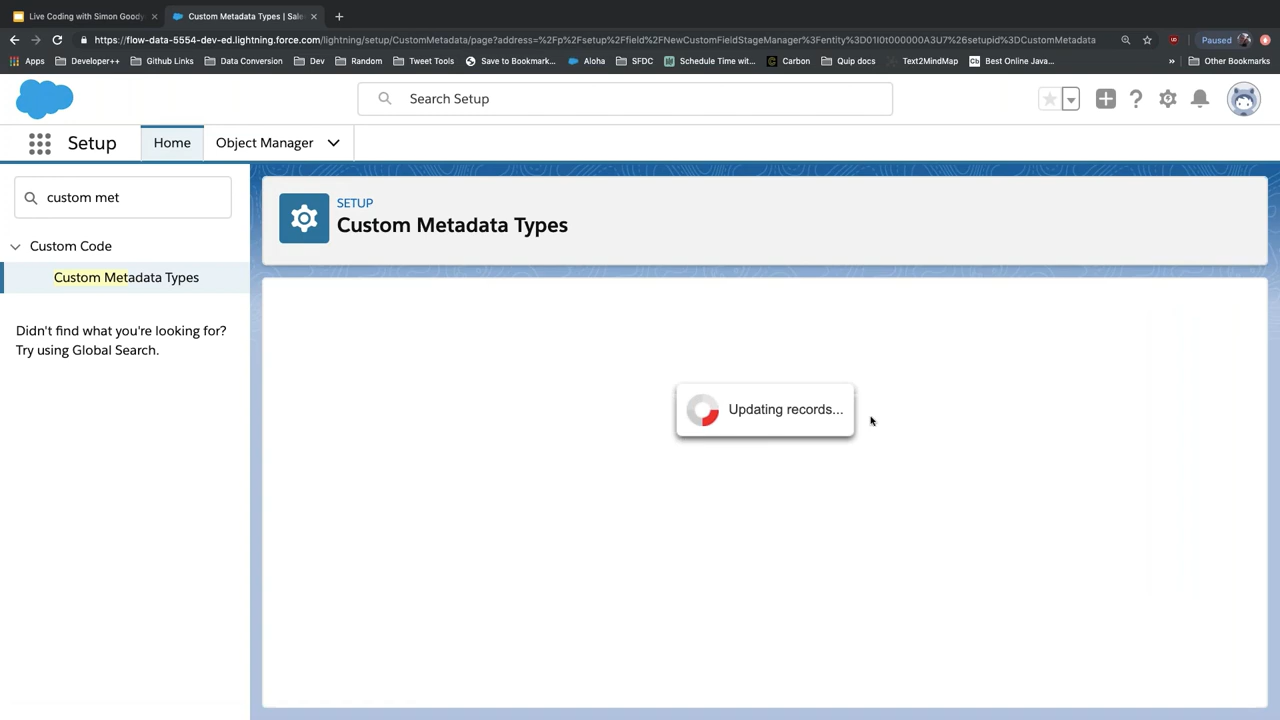 Live Coding with Simon Goody
Custom Metadata Types | Sale
https://flow-data-5554-dev-ed.lightning.force.com/lightning/setup/CustomMetadata/page?address=%2Fp%2Fsetup%2Ffield%2FNewCustomFieldStageManager%3Fentity%3D01I0t000000A3U7%26setupid%3DCustomMetadata
Paused
Apps Developer++ Github Links Data Conversion Dev Random Tweet Tools Save to Bookmark... Aloha SFDC Schedule Time wit... Carbon Quip docs Text2MindMap Cb Best Online Java... » Other Bookmarks
Search Setup
Setup Home Object Manager
custom met
Custom Code
Custom Metadata Types
Didn't find what you're looking for?
Try using Global Search.
SETUP
Custom Metadata Types
Updating records...